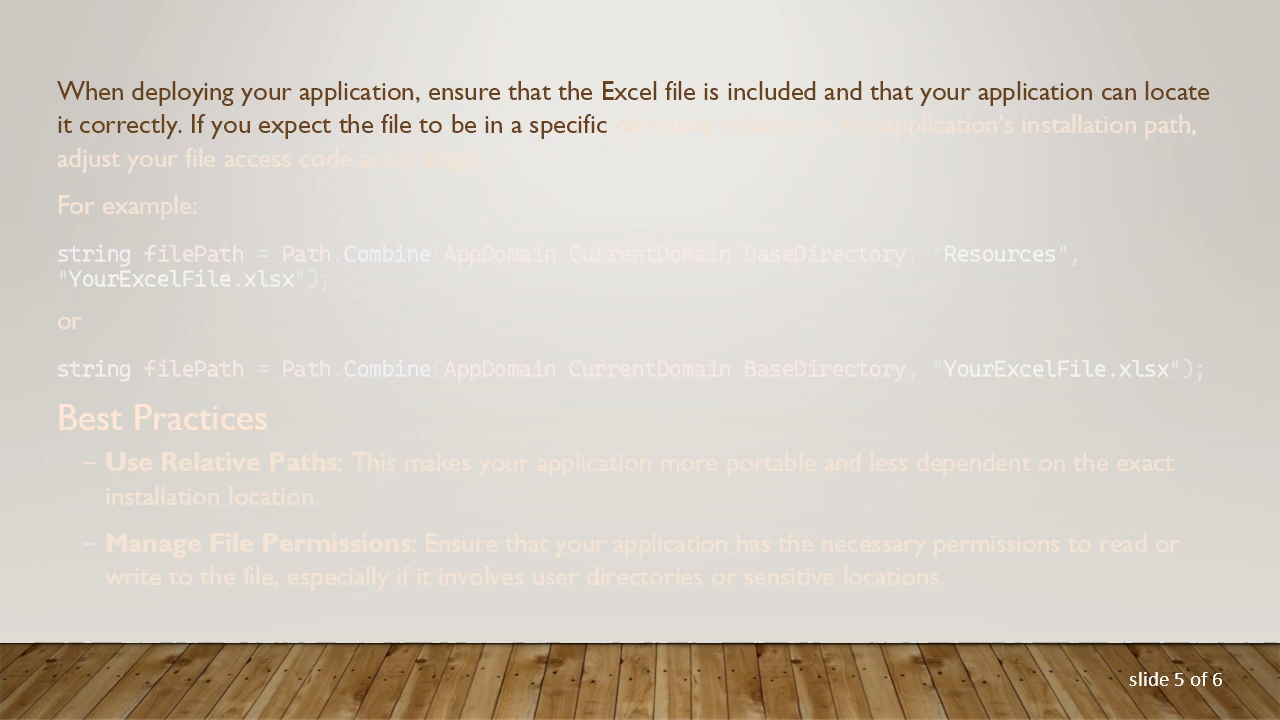 When deploying your application, ensure that the Excel file is included and that your application can locate
it correctly. If you expect the file to be in a specific directory relative to the application's installation path,
adjust your file access code accordingly.
For example:
string filePath = Path.Combine(AppDomain.CurrentDomain.BaseDirectory, "Resources",
"YourExcelFile.xlsx");
or
string filePath = Path.Combine(AppDomain.CurrentDomain.BaseDirectory, "YourExcelFile.xlsx");
Best Practices
– Use Relative Paths: This makes your application more portable and less dependent on the exact
installation location.
– Manage File Permissions: Ensure that your application has the necessary permissions to read or
write to the file, especially if it involves user directories or sensitive locations.
slide 5 of 6